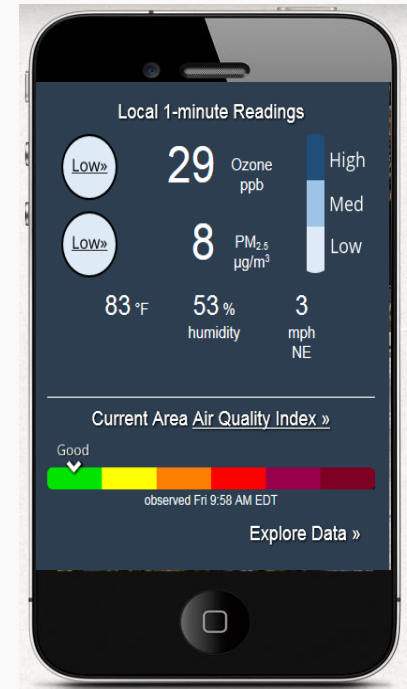 Local 1-minute Readings
Low» 29 Ozone ppb High
Med
Low» 8 PM2.5 µg/m³ Low
83 °F 53 % humidity 3 mph NE
Current Area Air Quality Index »
Good
observed Fri 9:58 AM EDT
Explore Data »